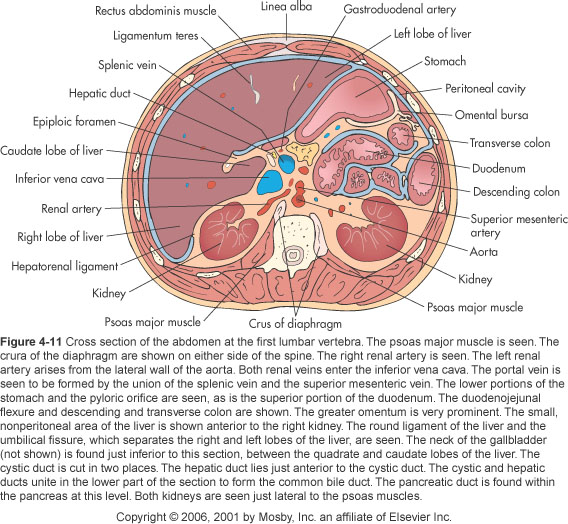 Rectus abdominis muscle
Linea alba
Gastroduodenal artery
Ligamentum teres
Left lobe of liver
Splenic vein
Stomach
Hepatic duct
Peritoneal cavity
Epiploic foramen
Omental bursa
Caudate lobe of liver
Transverse colon
Inferior vena cava
Duodenum
Renal artery
Descending colon
Right lobe of liver
Superior mesenteric
artery
Hepatorenal ligament
Aorta
Kidney
Kidney
Psoas major muscle
Crus of diaphragm
Psoas major muscle
Figure 4-11 Cross section of the abdomen at the first lumbar vertebra. The psoas major muscle is seen. The
crura of the diaphragm are shown on either side of the spine. The right renal artery is seen. The left renal
artery arises from the lateral wall of the aorta. Both renal veins enter the inferior vena cava. The portal vein is
seen to be formed by the union of the splenic vein and the superior mesenteric vein. The lower portions of the
stomach and the pyloric orifice are seen, as is the superior portion of the duodenum. The duodenojejunal
flexure and descending and transverse colon are shown. The greater omentum is very prominent. The small,
nonperitoneal area of the liver is shown anterior to the right kidney. The round ligament of the liver and the
umbilical fissure, which separates the right and left lobes of the liver, are seen. The neck of the gallbladder
(not shown) is found just inferior to this section, between the quadrate and caudate lobes of the liver. The
cystic duct is cut in two places. The hepatic duct lies just anterior to the cystic duct. The cystic and hepatic
ducts unite in the lower part of the section to form the common bile duct. The pancreatic duct is found within
the pancreas at this level. Both kidneys are seen just lateral to the psoas muscles.
Copyright © 2006, 2001 by Mosby, Inc. an affiliate of Elsevier Inc.